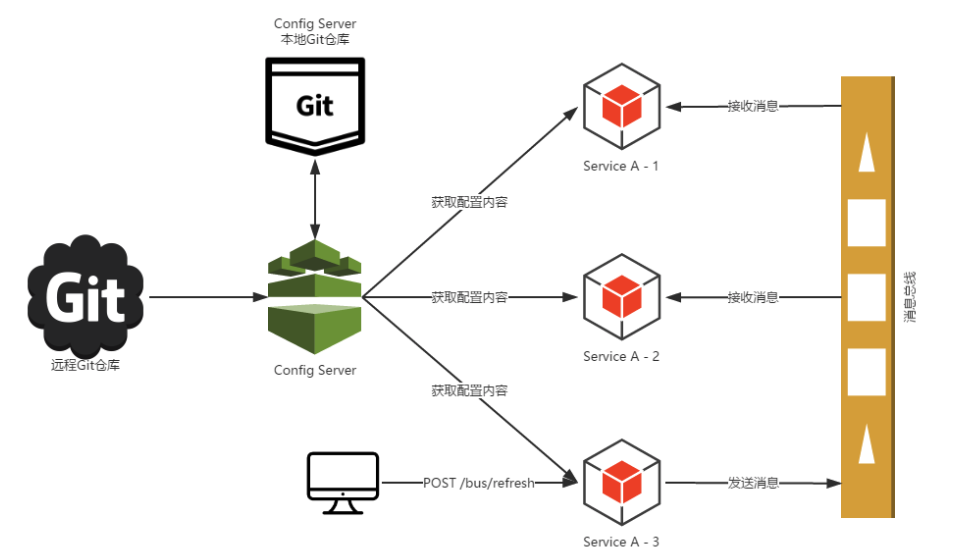 Config Server
本地Git仓库
Git
Service A - 1
接收消息
获取配置内容
Git
远程Git仓库
Config Server
获取配置内容
Service A - 2
接收消息
消息总线
获取配置内容
POST /bus/refresh
发送消息
Service A - 3